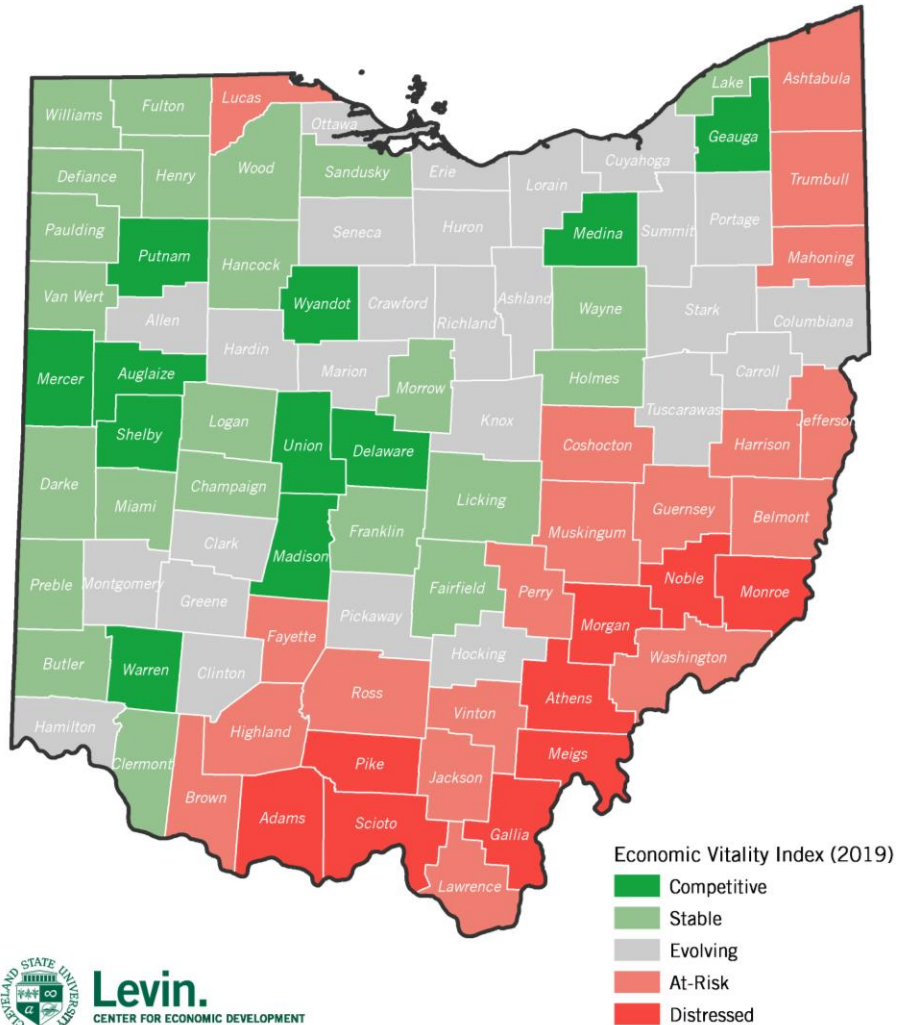 Ashtabula
Lake
Lucas
Fulton
Williams
Ottawa
Geauga
Cuyahoga
Wood
Sandusky
Erie
Defiance
Henry
Lorain
Trumbull
Portage
Paulding
Huron
Seneca
Medina
Summit
Putnam
Mahoning
Hancock
Van Wert
Ashland
Wyandot
Crawford
Wayne
Stark
Allen
Richland
Columbiana
Hardin
Marion
Carroll
Mercer
Auglaize
Holmes
Morrow
Tuscarawas
Knox
Logan
Jefferson
Shelby
Union
Delaware
Coshocton
Harrison
Darke
Champaign
Licking
Miami
Guernsey
Belmont
Franklin
Muskingum
Clark
Madison
Noble
Preble
Montgomery
Fairfield
Monroe
Perry
Greene
Pickaway
Morgan
Fayette
Hocking
Washington
Butler
Warren
Clinton
Ross
Athens
Vinton
Hamilton
Highland
Meigs
Clermont
Pike
Jackson
Brown
Adams
Scioto
Gallia
Lawrence
Economic Vitality Index (2019)
Competitive
Stable
Evolving
At-Risk
Distressed
CLEVELAND STATE UNIVERSITY
Levin.
CENTER FOR ECONOMIC DEVELOPMENT